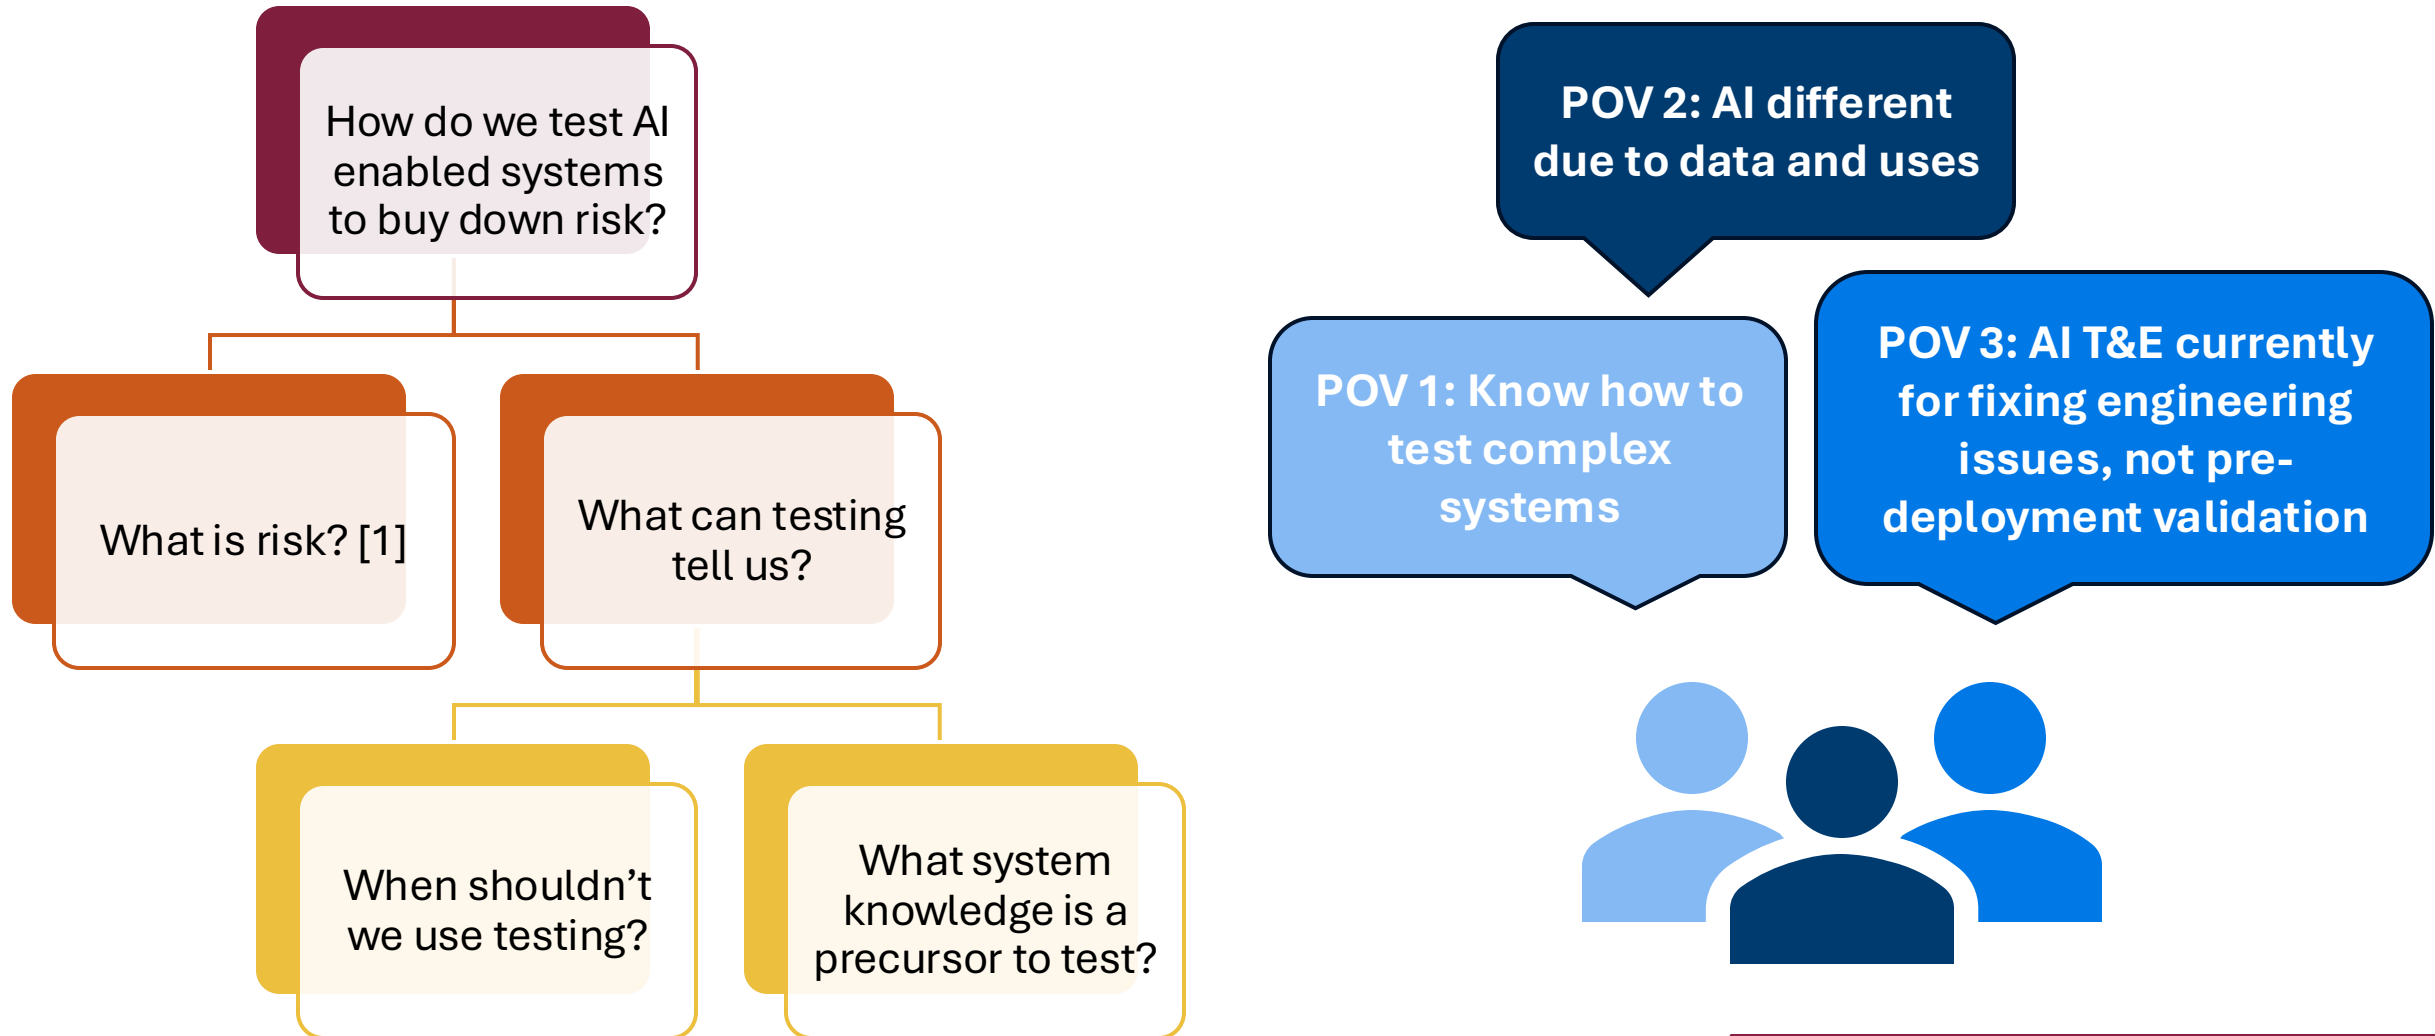 How do we test AI
enabled systems
to buy down risk?
What is risk? [1]
What can testing
tell us?
When shouldn’t
we use testing?
What system
knowledge is a
precursor to test?
POV 2: AI different
due to data and uses
POV 1: Know how to
test complex
systems
POV 3: AI T&E currently
for fixing engineering
issues, not pre-
deployment validation